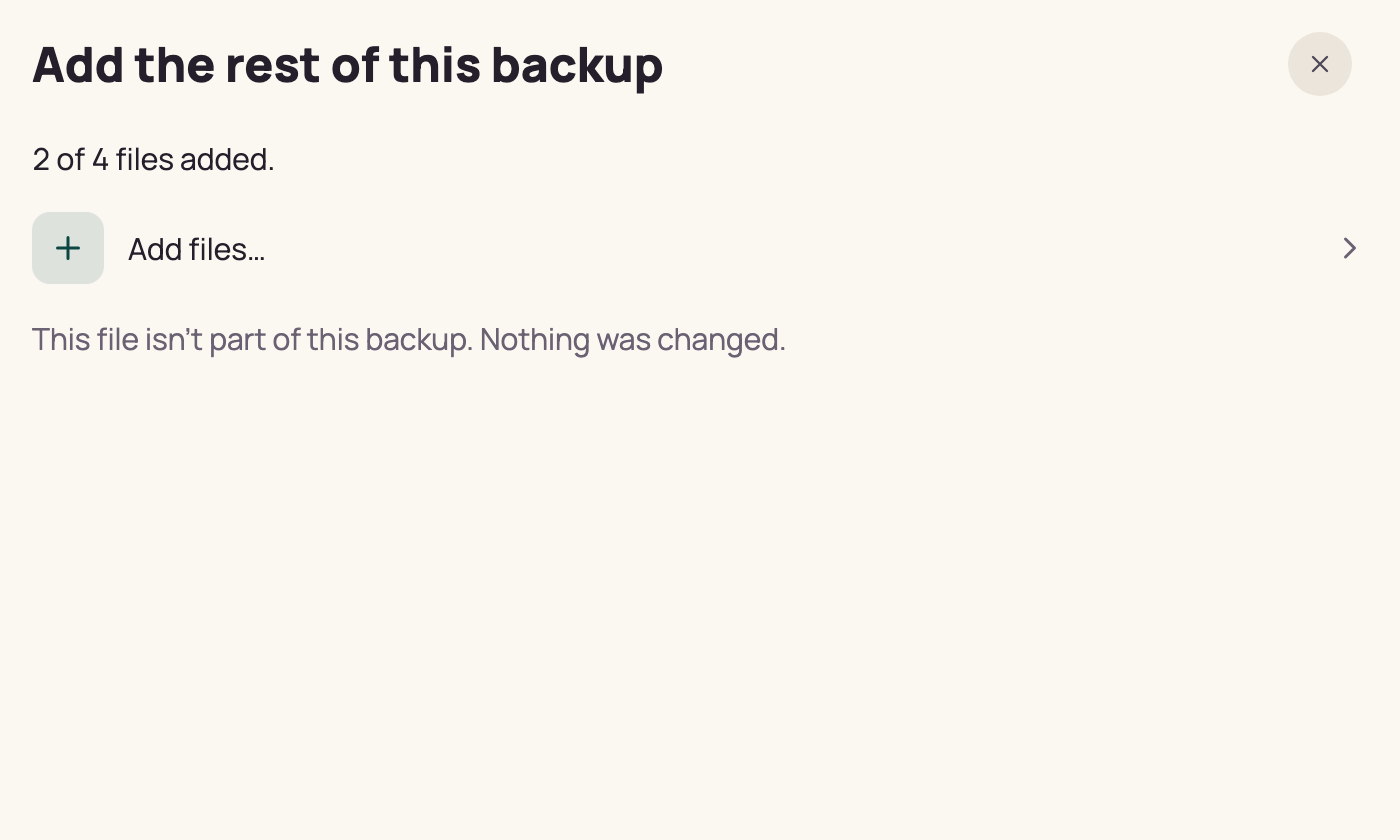 Add the rest of this backup
2 of 4 files added.
Add files…
This file isn’t part of this backup. Nothing was changed.